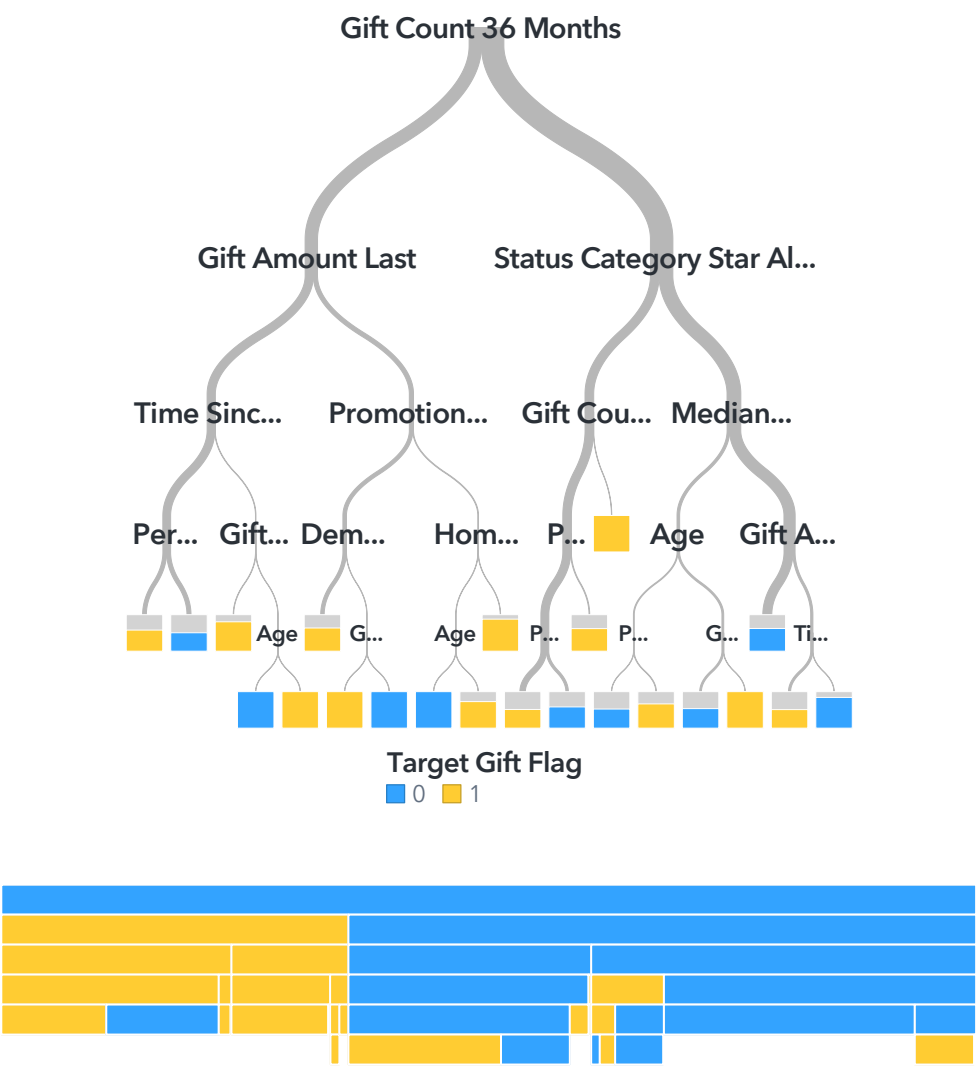 Gift Count 36 Months
Gift Amount Last
Status Category Star Al...
Time Sinc...
Promotion...
Gift Cou...
Median...
Per...
Gift...
Dem...
Hom...
P...
Age
Gift A...
Age
G...
Age
P...
P...
G...
Ti...
Target Gift Flag
0
1